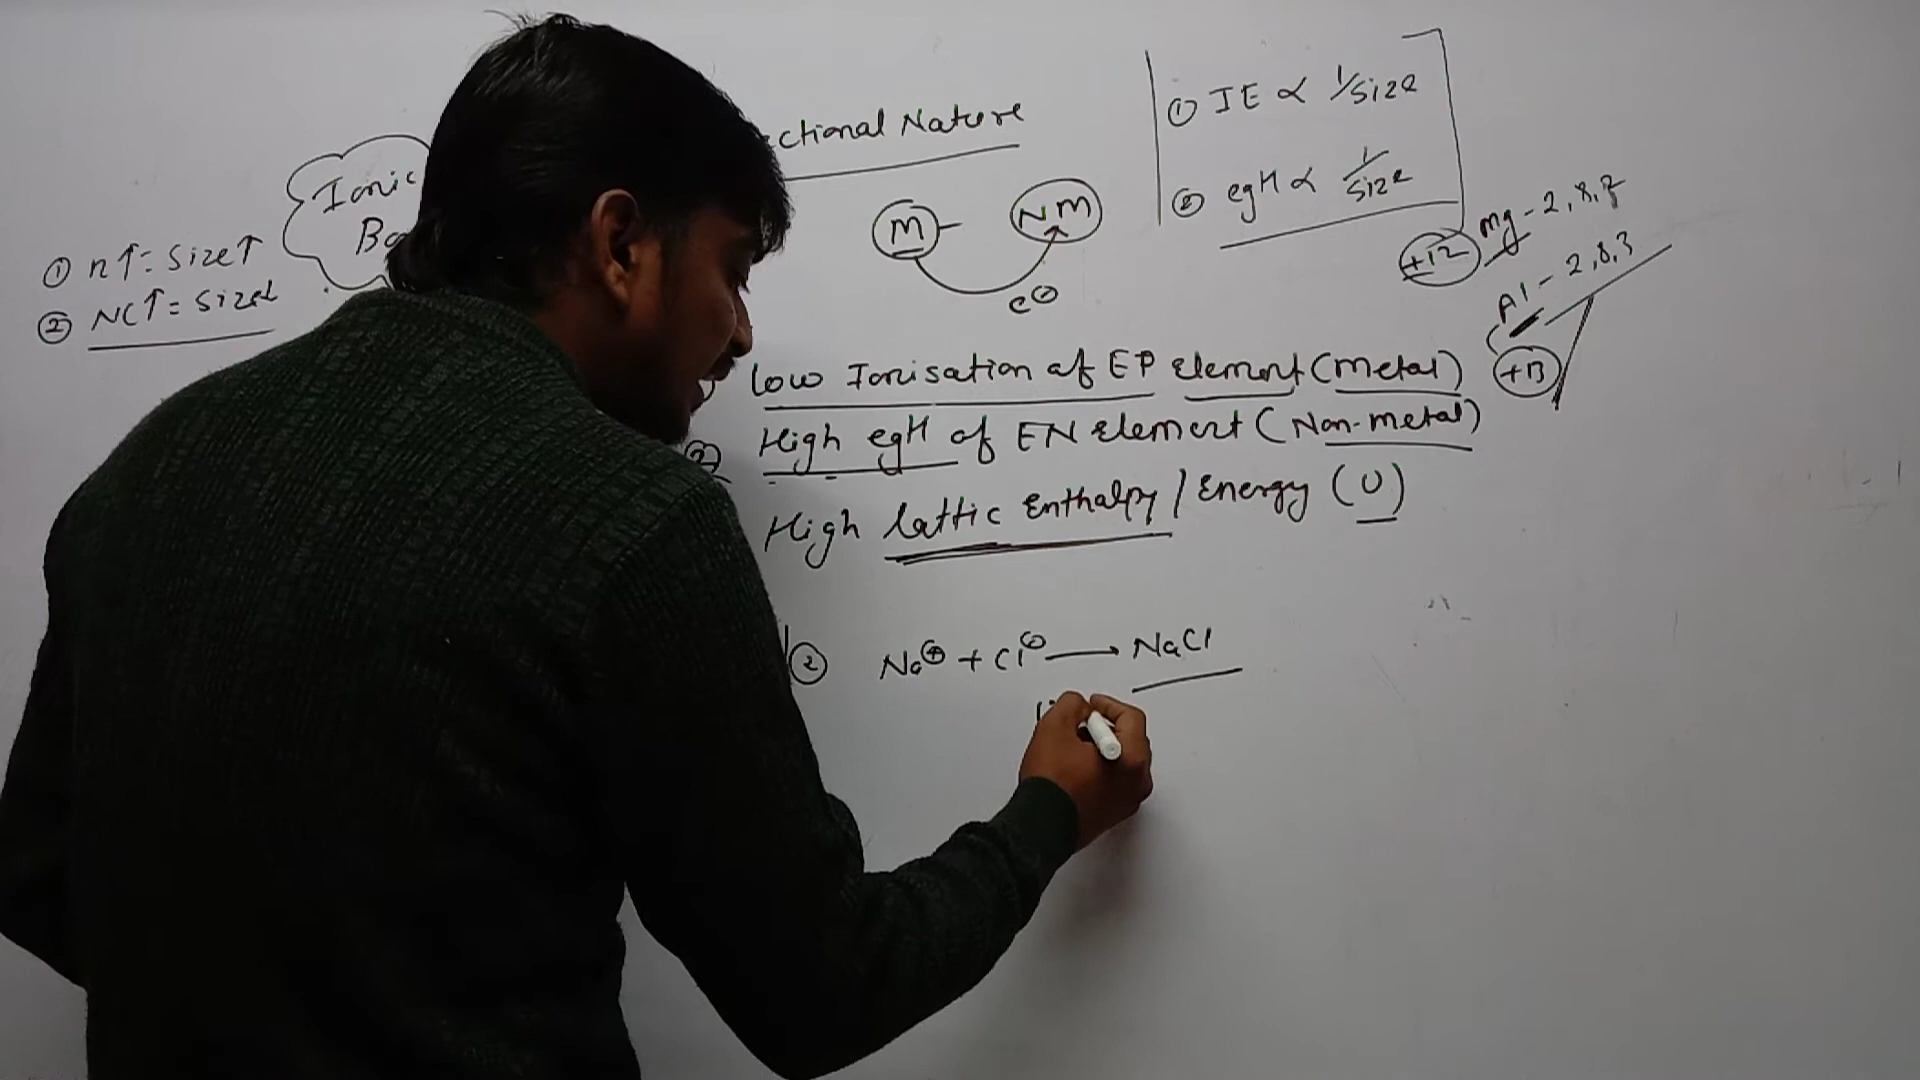 ctional Nature
Ionic
① n↑ = Size↑
② NC↑ = Size↓
M NM
e⊖
① IE ∝ 1/Size
② egH ∝ 1/Size
+12 Mg - 2, 8, 2
Al - 2, 8, 3
+13
Low Ionisation of EP Element (Metal)
② High egH of EN Element (Non-metal)
High Lattic Enthalpy / Energy (U)
② Na⊕ + Cl⊖ ⟶ NaCl